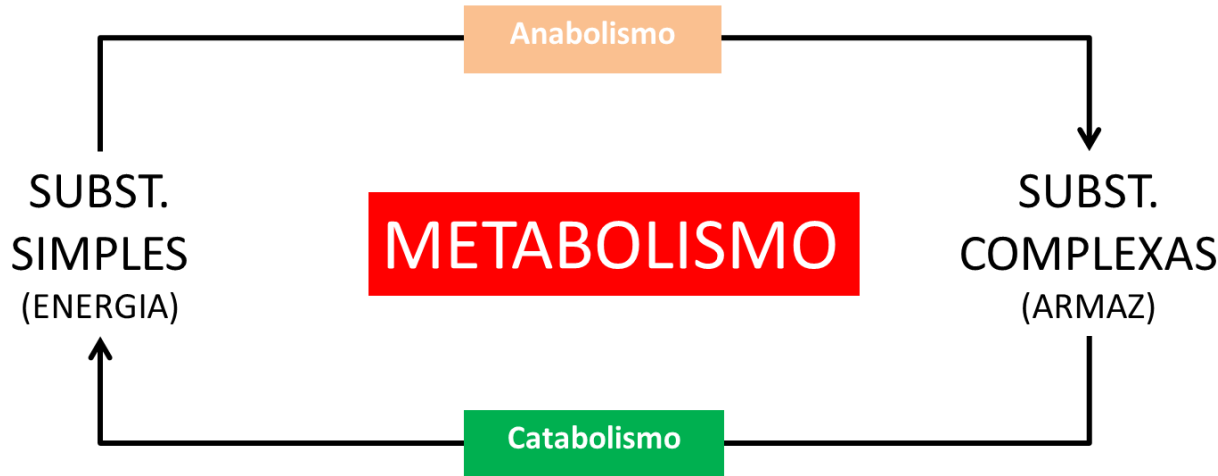 Anabolismo
SUBST.
SIMPLES
(ENERGIA)
METABOLISMO
SUBST.
COMPLEXAS
(ARMAZ)
Catabolismo